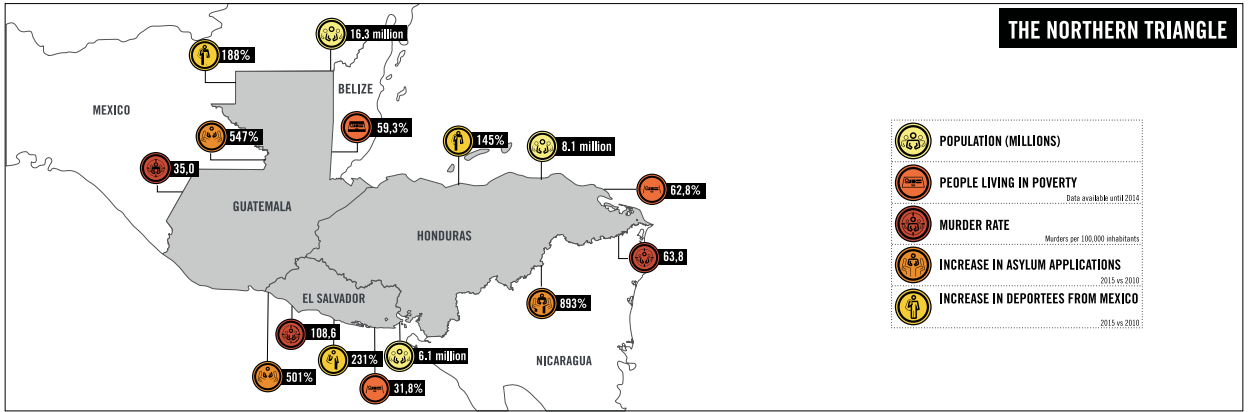 THE NORTHERN TRIANGLE
16.3 million
188%
BELIZE
MEXICO
547%
59,3%
145%
8.1 million
35,0
62,8%
GUATEMALA
HONDURAS
63,8
EL SALVADOR
893%
108.6
231%
6.1 million
NICARAGUA
501%
31,8%
POPULATION (MILLIONS)
PEOPLE LIVING IN POVERTY
Data available until 2014
MURDER RATE
Murders per 100,000 inhabitants
INCREASE IN ASYLUM APPLICATIONS
2015 vs 2010
INCREASE IN DEPORTEES FROM MEXICO
2015 vs 2010